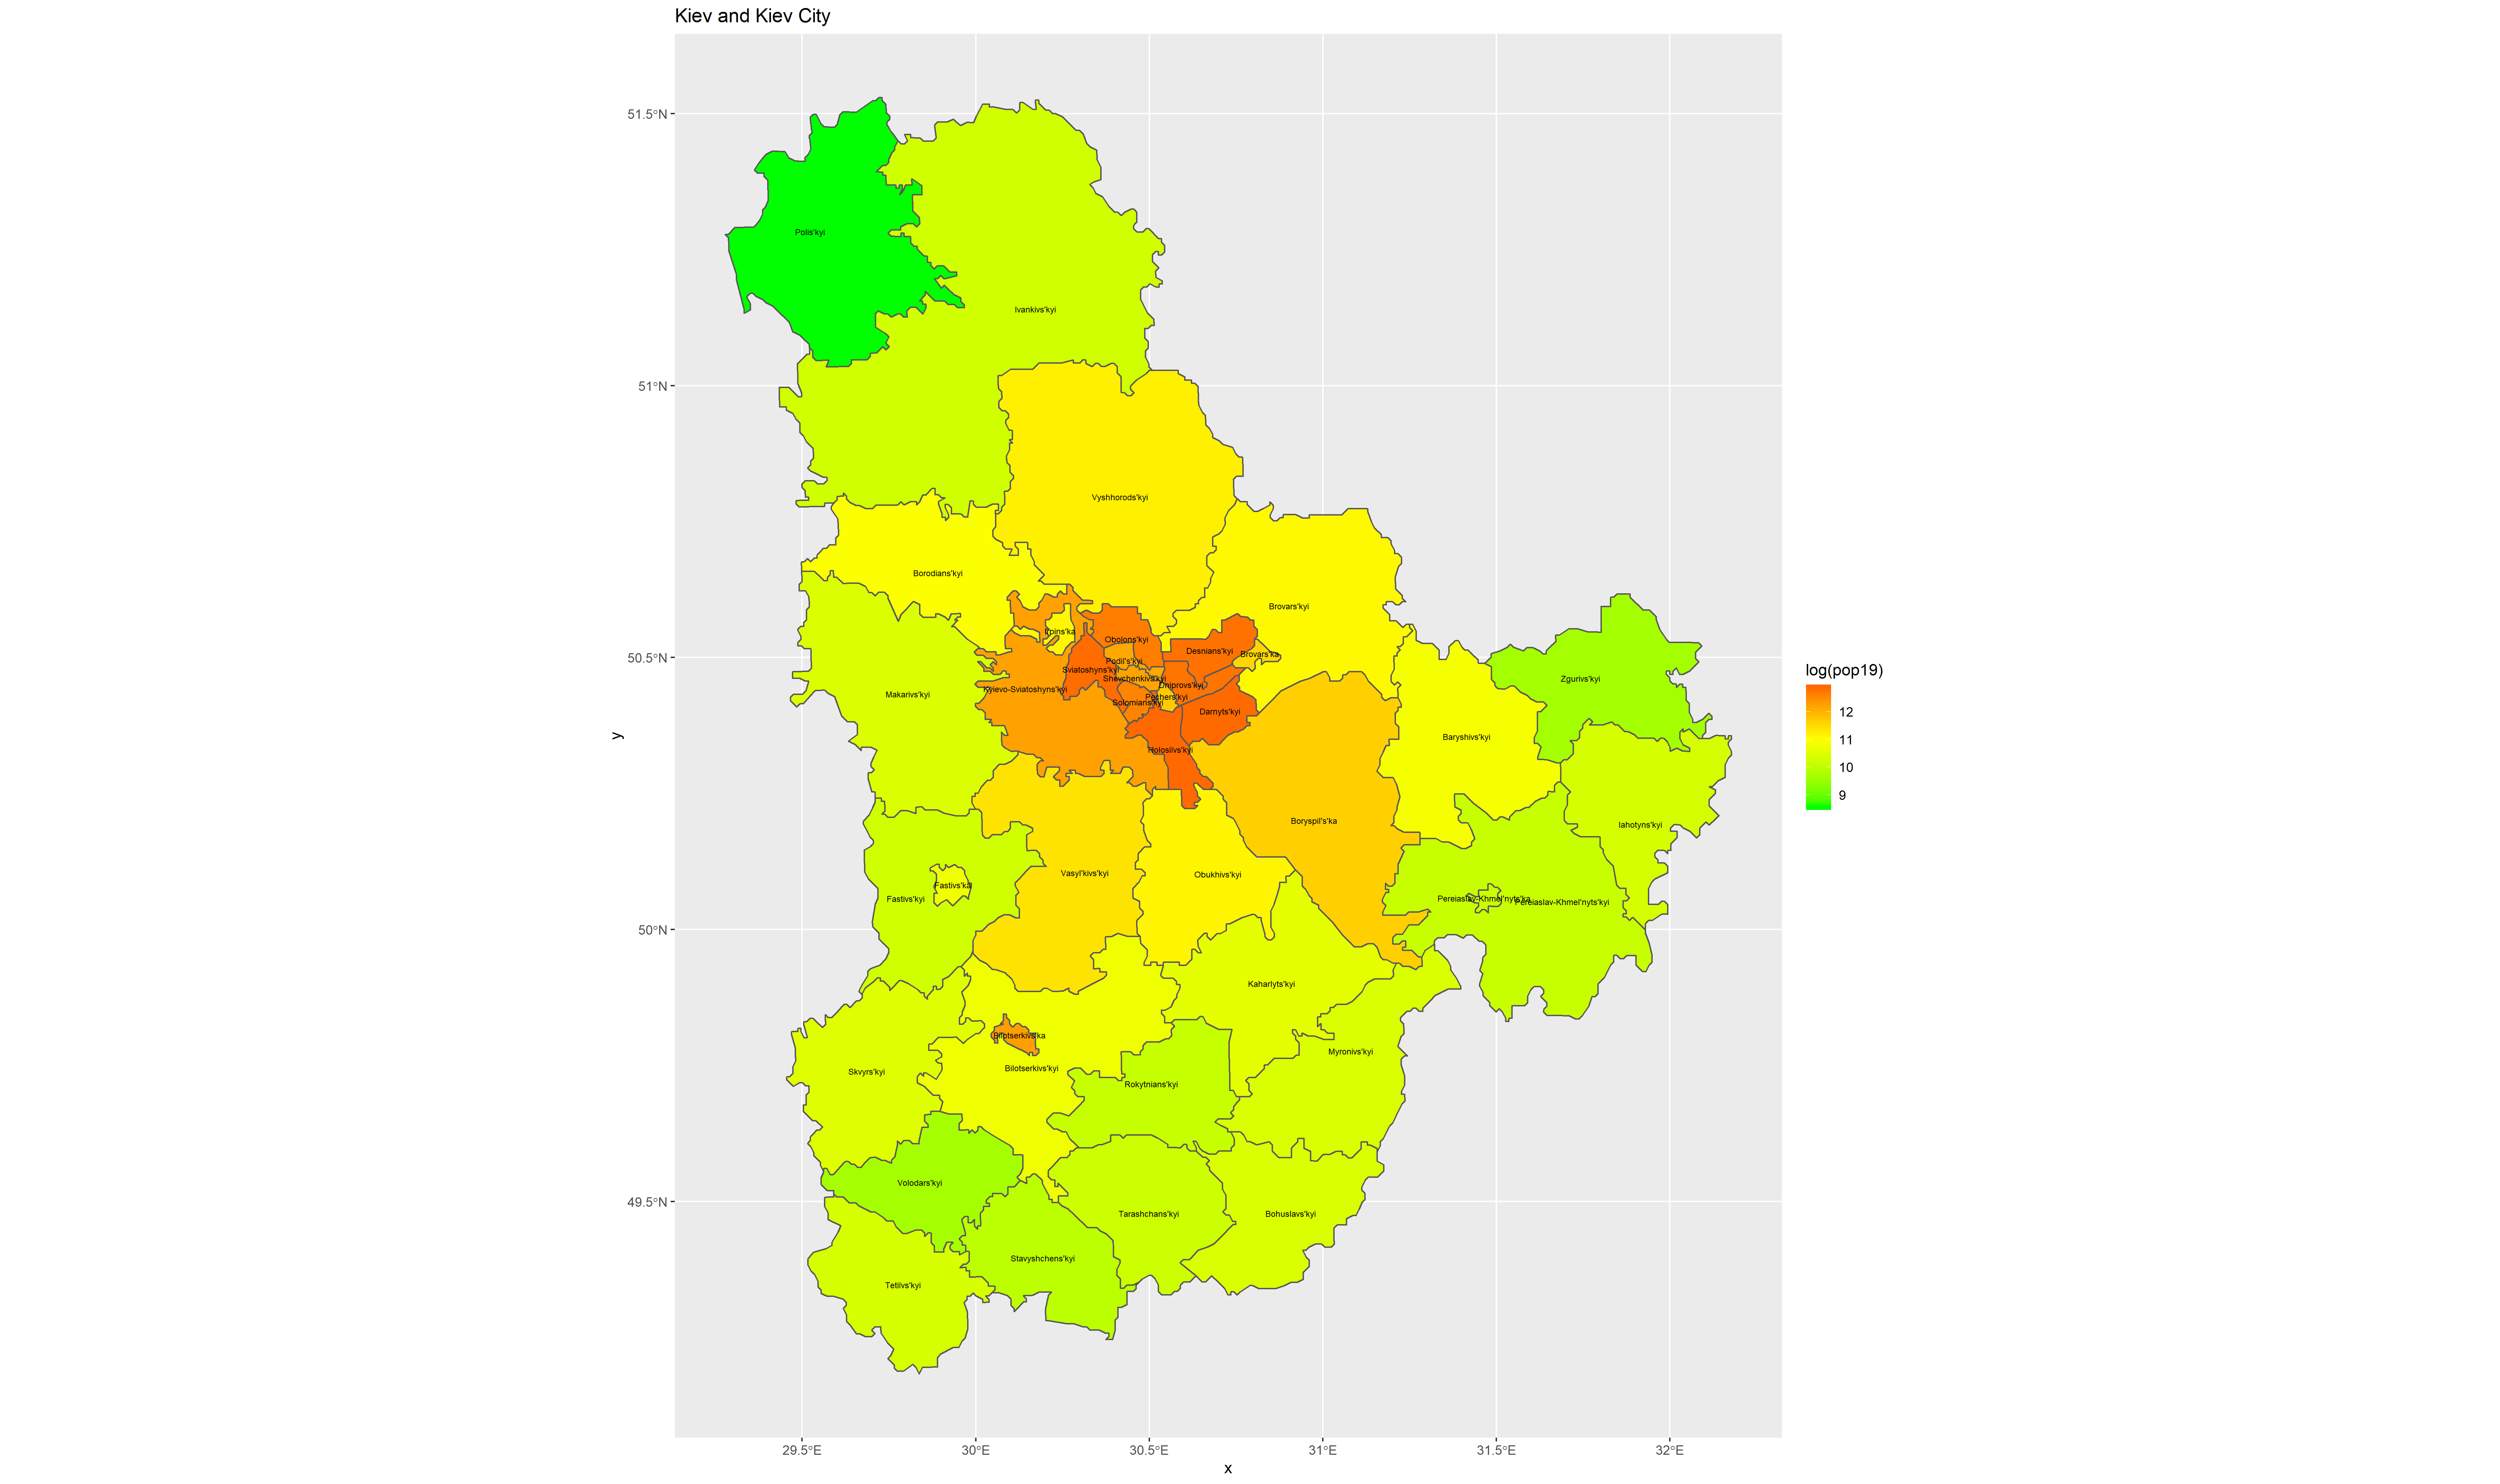 Kiev and Kiev City
51.5°N
51°N
50.5°N
50°N
49.5°N
y
29.5°E
30°E
30.5°E
31°E
31.5°E
32°E
x
log(pop19)
12
11
10
9
Polis'kyi
Ivankivs'kyi
Vyshhorods'kyi
Borodians'kyi
Brovars'kyi
Irpins'ka
Obolons'kyi
Desnians'kyi
Brovars'ka
Podil's'kyi
Sviatoshyns'kyi
Shevchenkivs'kyi
Zgurivs'kyi
Dniprovs'kyi
Kyievo-Sviatoshyns'kyi
Makarivs'kyi
Pechers'kyi
Solomians'kyi
Darnyts'kyi
Baryshivs'kyi
Holosiivs'kyi
Boryspil's'ka
Iahotyns'kyi
Vasyl'kivs'kyi
Obukhivs'kyi
Fastivs'ka
Fastivs'kyi
Pereiaslav-Khmel'nyts'ka
Pereiaslav-Khmel'nyts'kyi
Kaharlyts'kyi
Bilotserkivs'ka
Myronivs'kyi
Bilotserkivs'kyi
Skvyrs'kyi
Rokytnians'kyi
Volodars'kyi
Tarashchans'kyi
Bohuslavs'kyi
Stavyshchens'kyi
Tetiivs'kyi